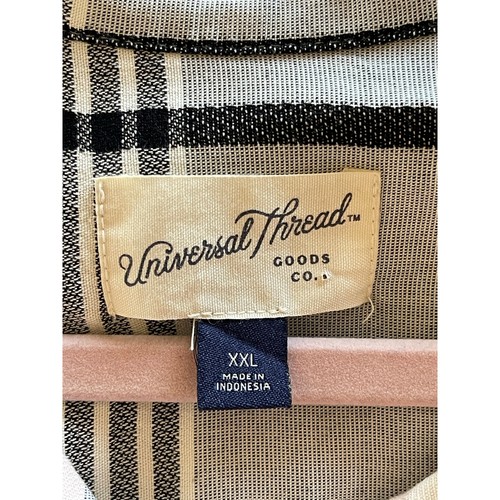 Universal Thread™
GOODS
CO.
XXL
MADE IN
INDONESIA